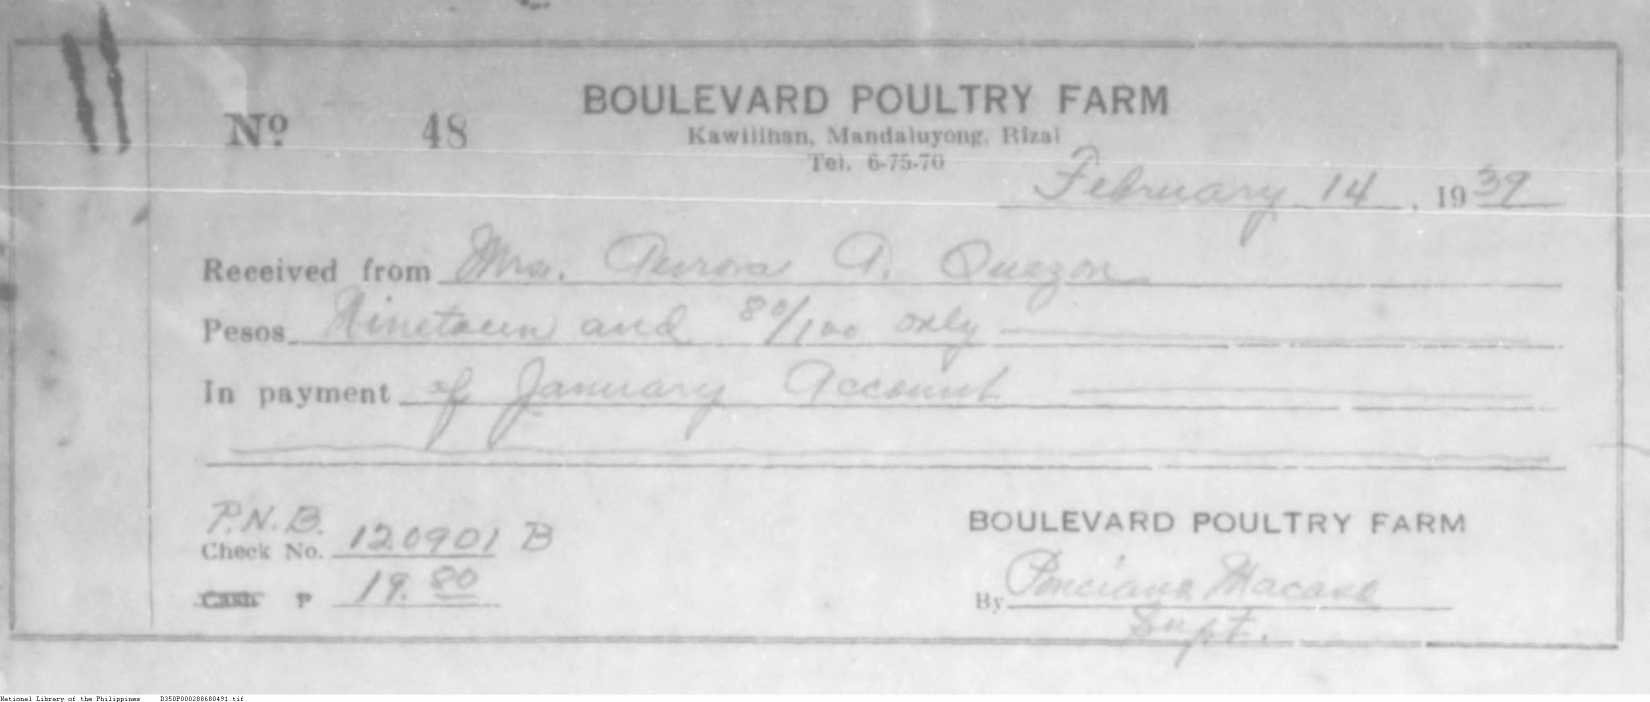 BOULEVARD POULTRY FARM
Nº 48
Kawilihan, Mandaluyong, Rizal
Tel. 6-75-70
February 14, 1939
Received from Mrs. Aurora A. Quezon
Pesos Nineteen and 80/100 only
In payment of January Account
P.N.B.
Check No. 120901 B
BOULEVARD POULTRY FARM
Cash ₱ 19.80
By Ponciano
Supt.
National Library of the Philippines D350P000288680491.tif